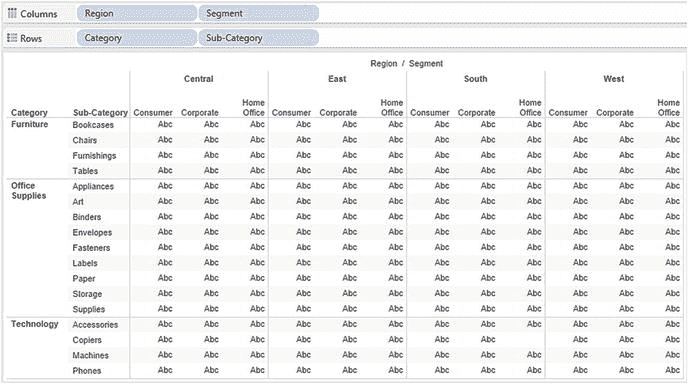 Columns Region Segment
Rows Category Sub-Category
Region / Segment
Central East South West
Home Home Home Home
Category Sub-Category Consumer Corporate Office Consumer Corporate Office Consumer Corporate Office Consumer Corporate Office
Furniture Bookcases Abc Abc Abc Abc Abc Abc Abc Abc Abc Abc Abc Abc
Chairs Abc Abc Abc Abc Abc Abc Abc Abc Abc Abc Abc Abc
Furnishings Abc Abc Abc Abc Abc Abc Abc Abc Abc Abc Abc Abc
Tables Abc Abc Abc Abc Abc Abc Abc Abc Abc Abc Abc Abc
Office Appliances Abc Abc Abc Abc Abc Abc Abc Abc Abc Abc Abc Abc
Supplies Art Abc Abc Abc Abc Abc Abc Abc Abc Abc Abc Abc Abc
Binders Abc Abc Abc Abc Abc Abc Abc Abc Abc Abc Abc Abc
Envelopes Abc Abc Abc Abc Abc Abc Abc Abc Abc Abc Abc Abc
Fasteners Abc Abc Abc Abc Abc Abc Abc Abc Abc Abc Abc Abc
Labels Abc Abc Abc Abc Abc Abc Abc Abc Abc Abc Abc Abc
Paper Abc Abc Abc Abc Abc Abc Abc Abc Abc Abc Abc Abc
Storage Abc Abc Abc Abc Abc Abc Abc Abc Abc Abc Abc Abc
Supplies Abc Abc Abc Abc Abc Abc Abc Abc Abc Abc Abc Abc
Technology Accessories Abc Abc Abc Abc Abc Abc Abc Abc Abc Abc Abc Abc
Copiers Abc Abc Abc Abc Abc Abc Abc Abc Abc Abc Abc
Machines Abc Abc Abc Abc Abc Abc Abc Abc Abc Abc Abc Abc
Phones Abc Abc Abc Abc Abc Abc Abc Abc Abc Abc Abc Abc